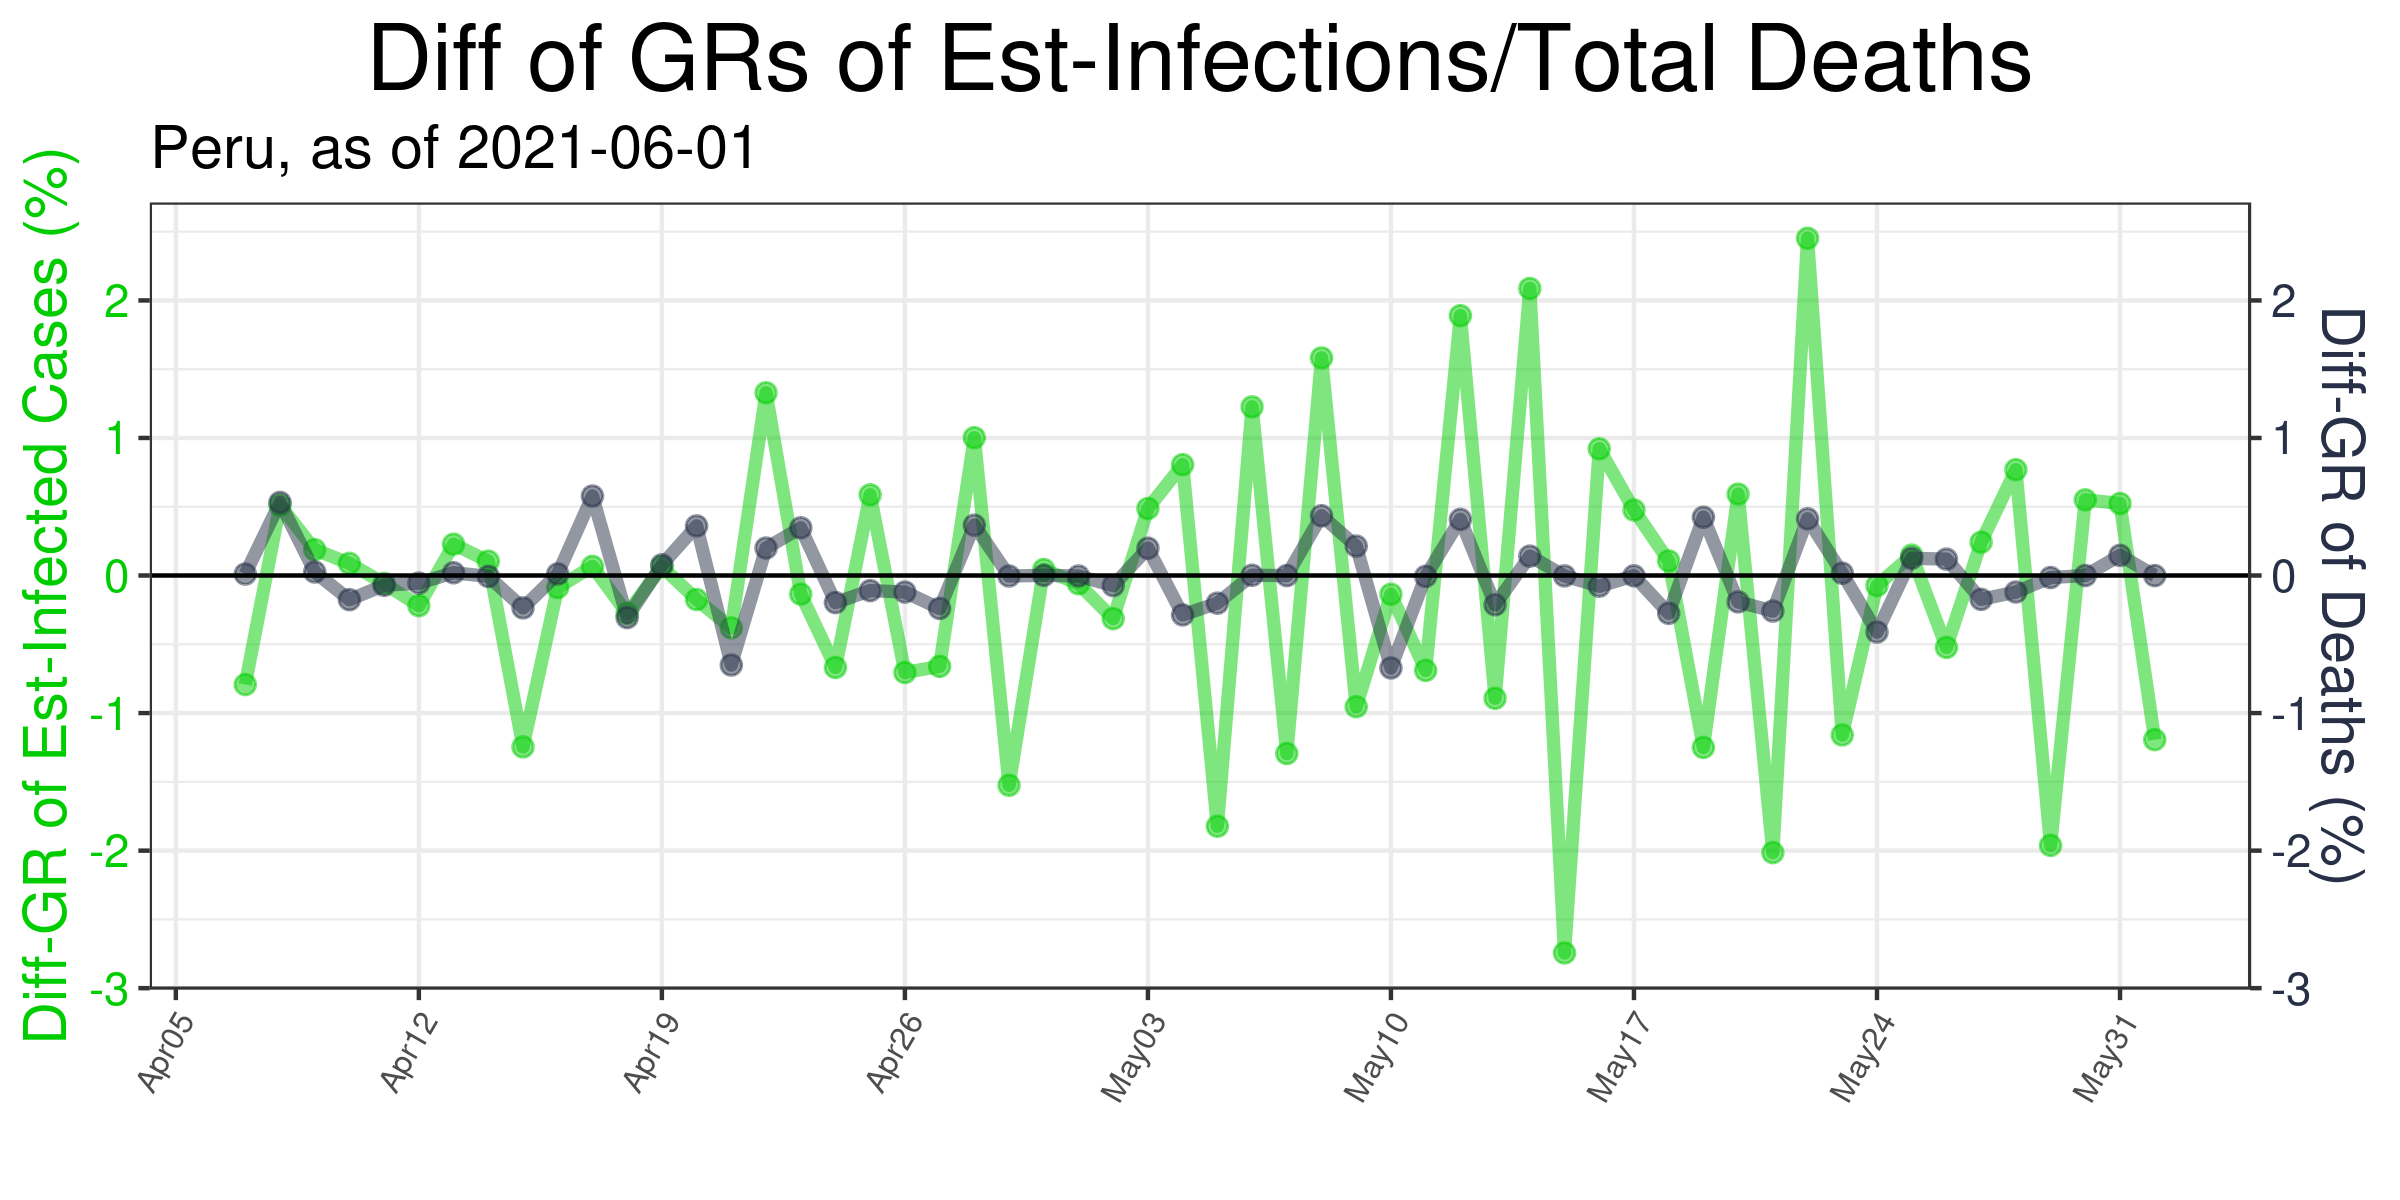 Diff of GRs of Est-Infections/Total Deaths
Peru, as of 2021-06-01
Diff-GR of Est-Infected Cases (%)
2
1
0
-1
-2
-3
2
1
0
-1
-2
-3
Diff-GR of Deaths (%)
Apr05
Apr12
Apr19
Apr26
May03
May10
May17
May24
May31